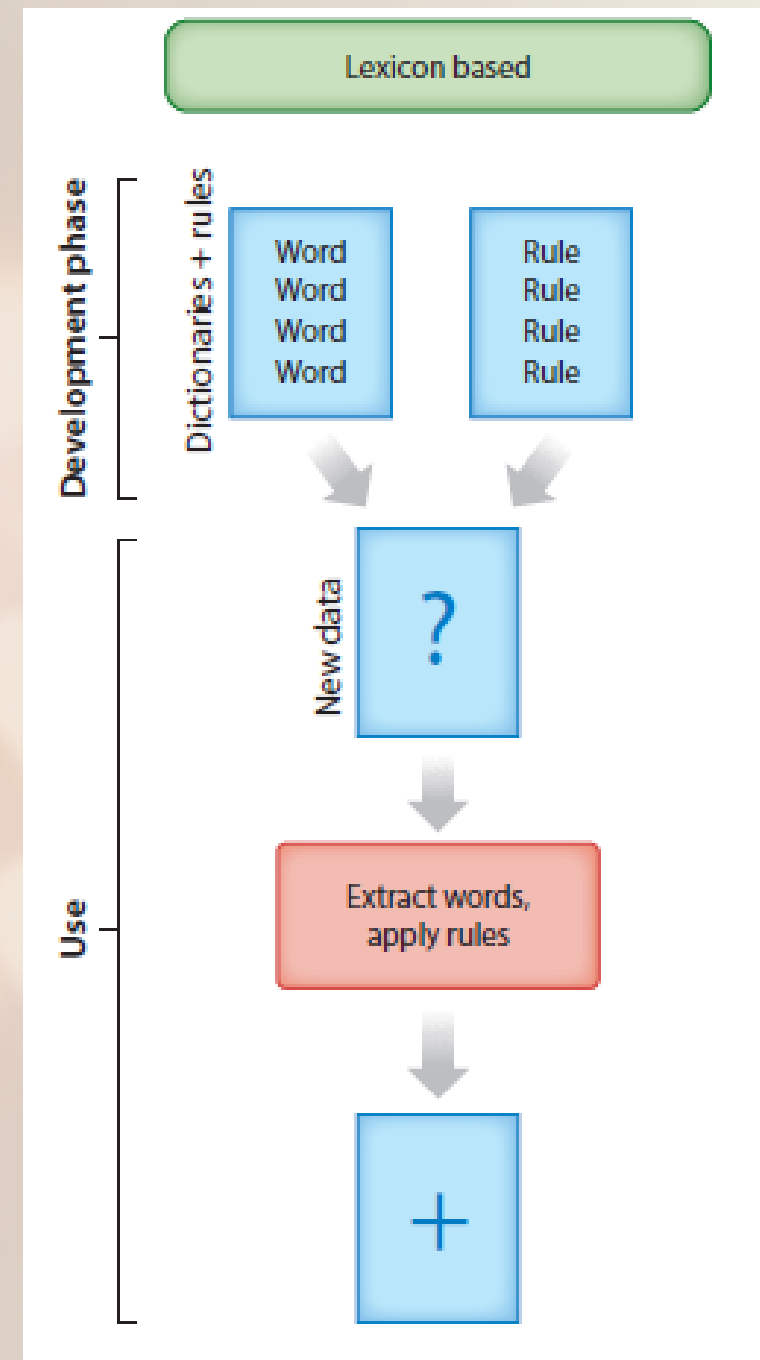 Lexicon based
Development phase
Dictionaries + rules
Word
Word
Word
Word
Rule
Rule
Rule
Rule
Use
New data
?
Extract words,
apply rules
+